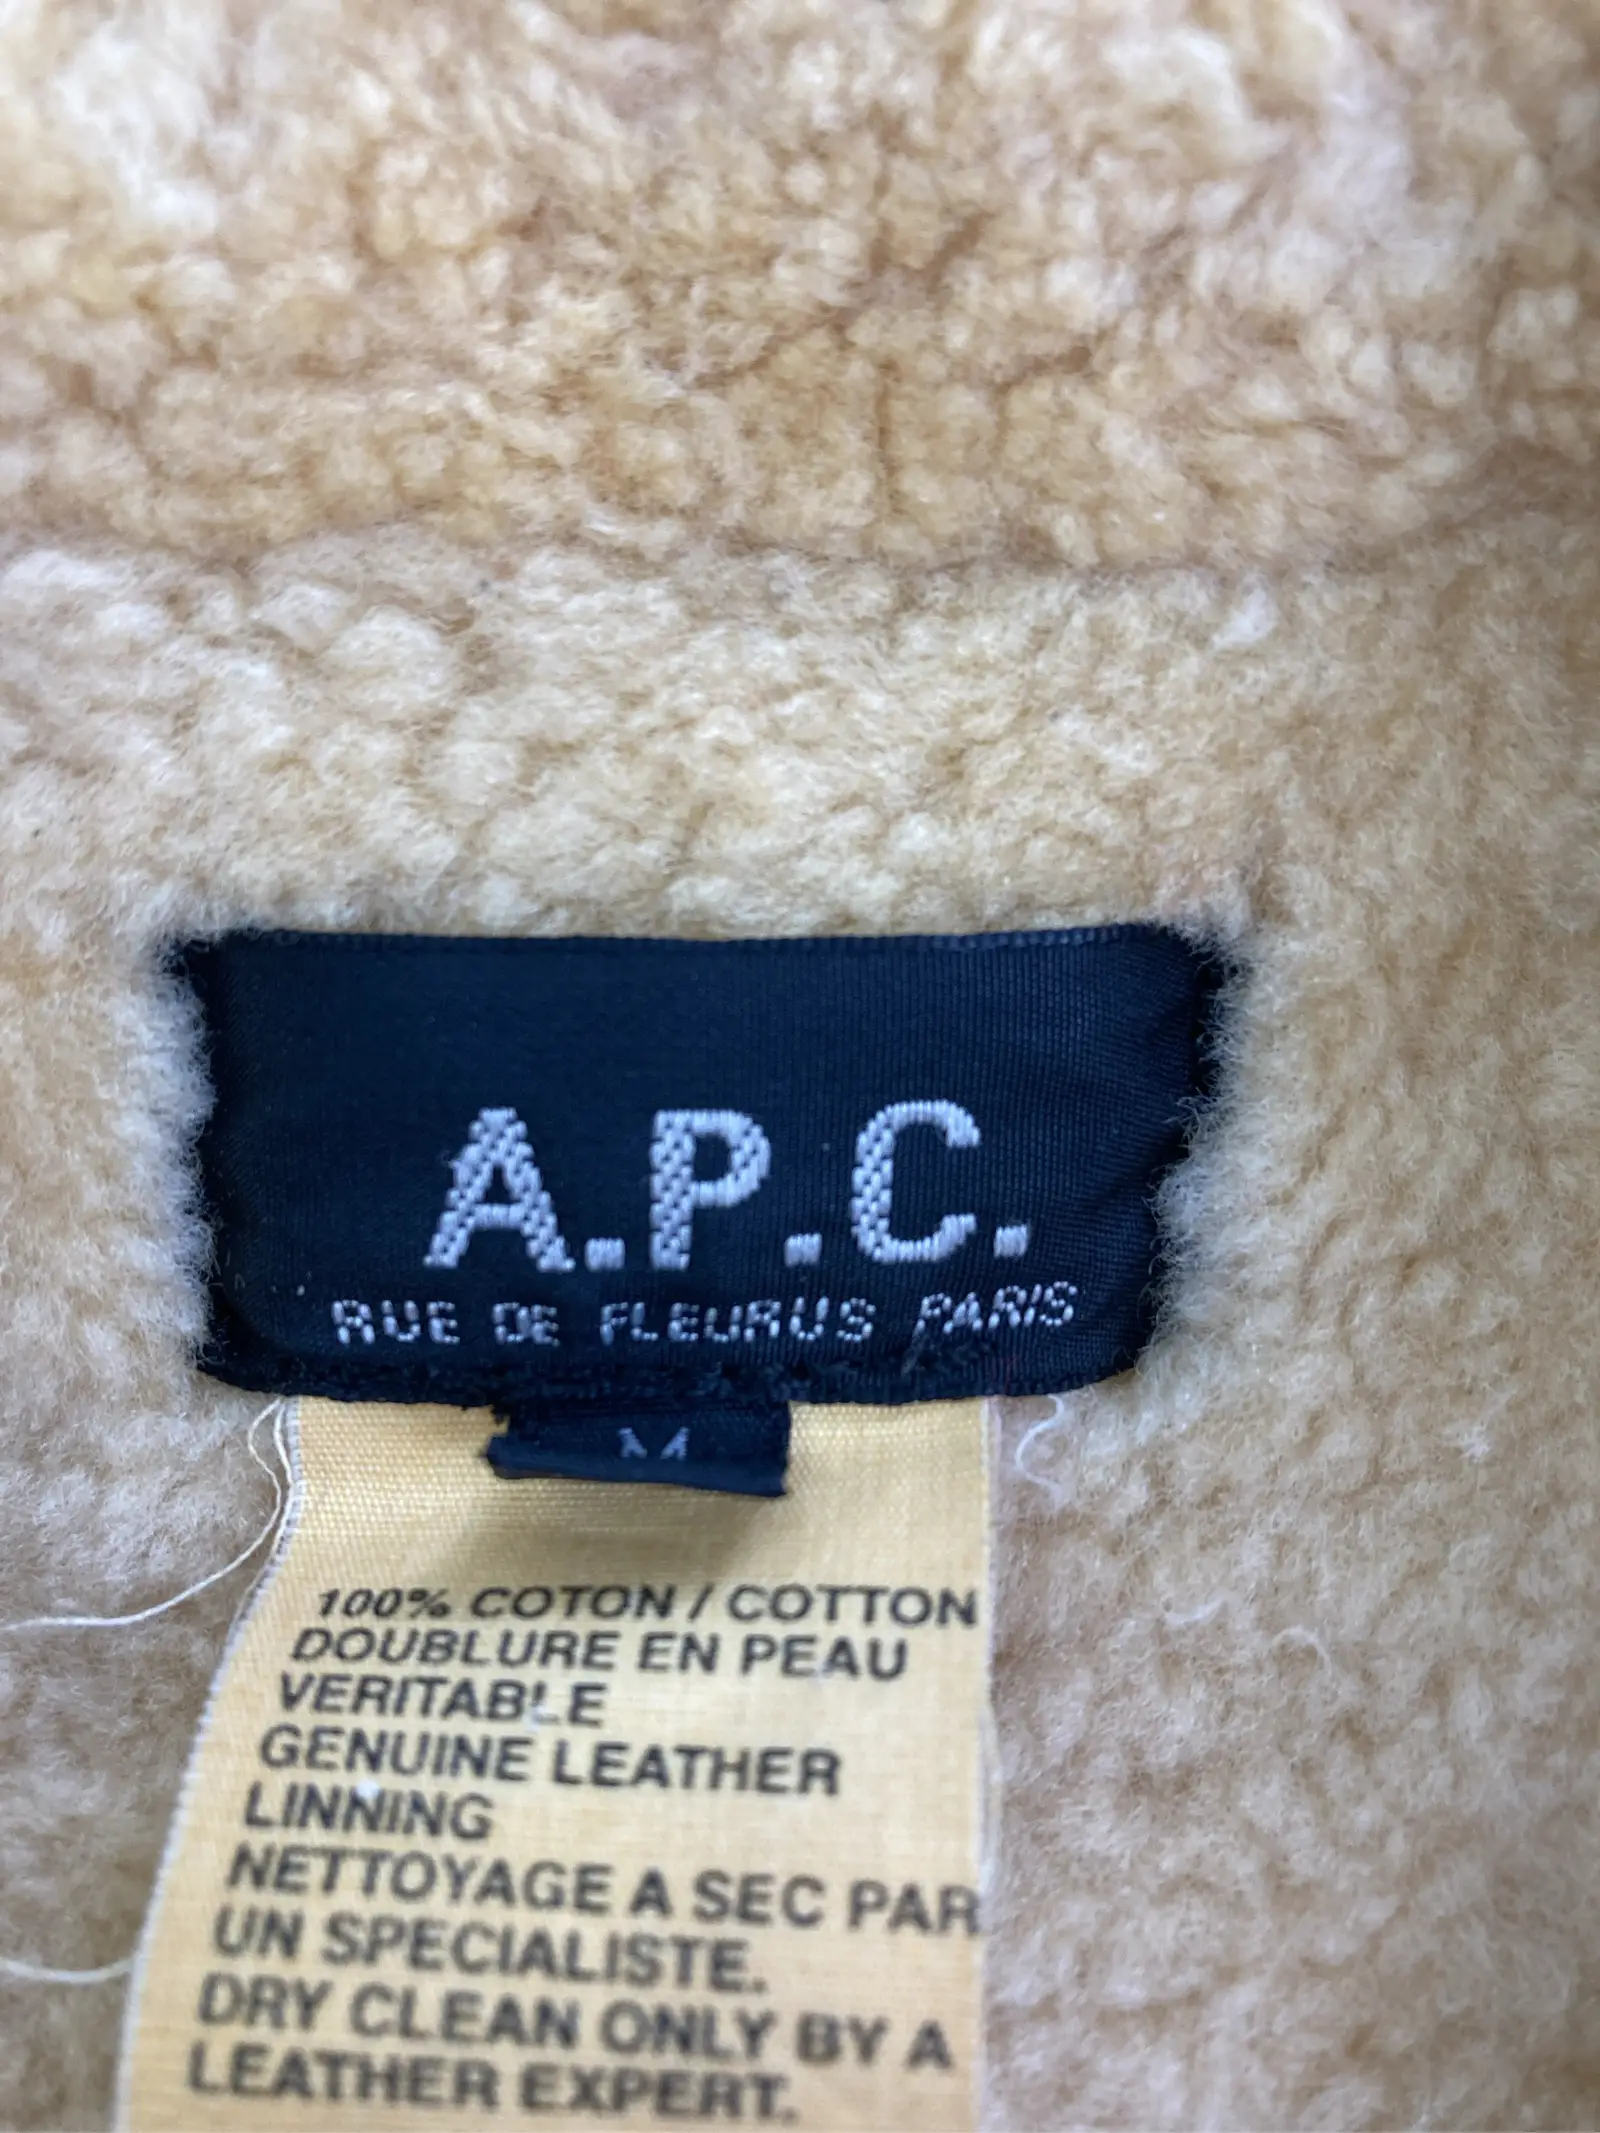 A.P.C.
RUE DE FLEURUS PARIS
M
100% COTON / COTTON
DOUBLURE EN PEAU
VERITABLE
GENUINE LEATHER
LINNING
NETTOYAGE A SEC PAR
UN SPECIALISTE.
DRY CLEAN ONLY BY A
LEATHER EXPERT.